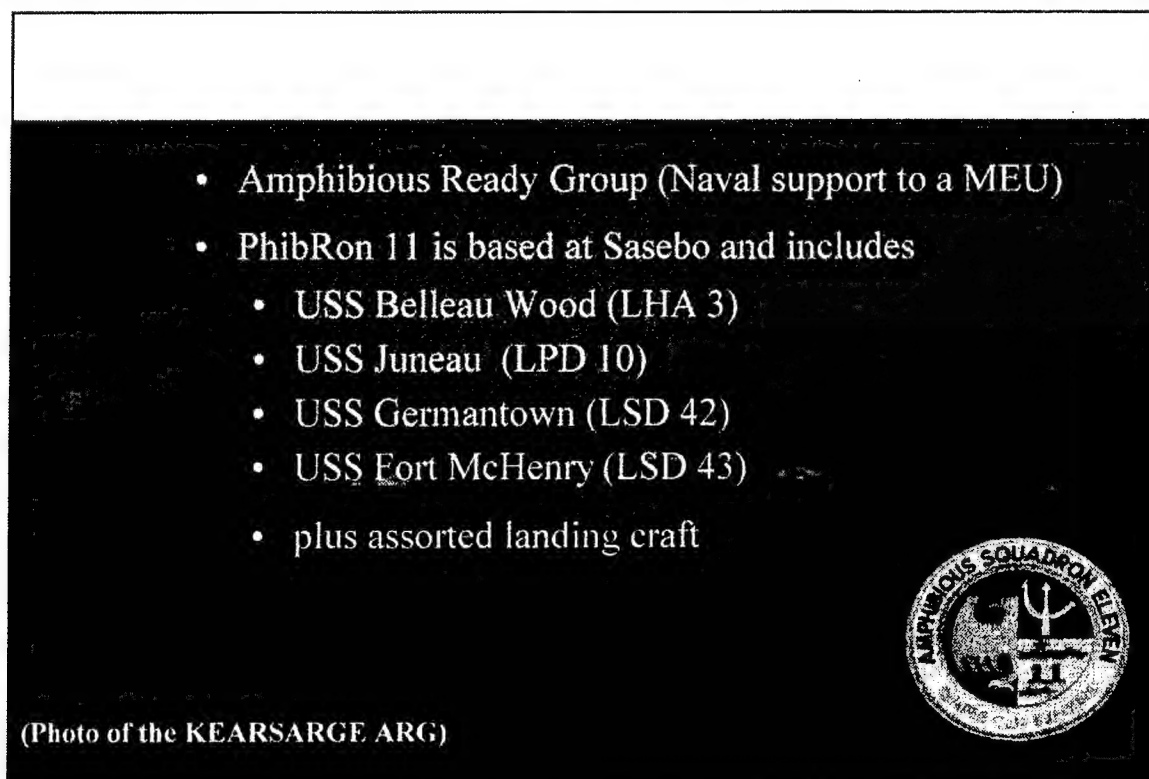 • Amphibious Ready Group (Naval support to a MEU)
• PhibRon 11 is based at Sasebo and includes
• USS Belleau Wood (LHA 3)
• USS Juneau (LPD 10)
• USS Germantown (LSD 42)
• USS Fort McHenry (LSD 43)
• plus assorted landing craft
AMPHIBIOUS SQUADRON ELEVEN
11
(Photo of the KEARSARGE ARG)